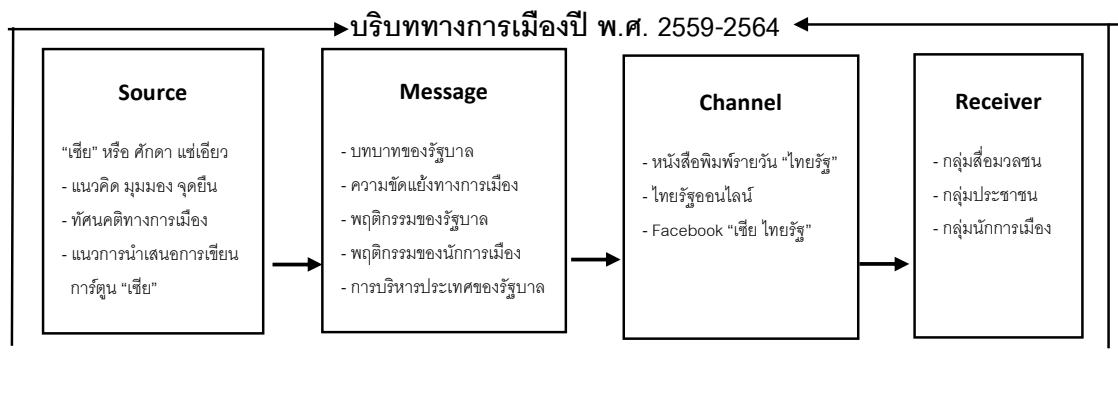 บริบททางการเมืองปี พ.ศ. 2559-2564
Source
“เซีย” หรือ ศักดา แซ่เอียว
- แนวคิด มุมมอง จุดยืน
- ทัศนคติทางการเมือง
- แนวการนำเสนอการเขียน
การ์ตูน “เซีย”
Message
- บทบาทของรัฐบาล
- ความขัดแย้งทางการเมือง
- พฤติกรรมของรัฐบาล
- พฤติกรรมของนักการเมือง
- การบริหารประเทศของรัฐบาล
Channel
- หนังสือพิมพ์รายวัน “ไทยรัฐ”
- ไทยรัฐออนไลน์
- Facebook “เซีย ไทยรัฐ”
Receiver
- กลุ่มสื่อมวลชน
- กลุ่มประชาชน
- กลุ่มนักการเมือง